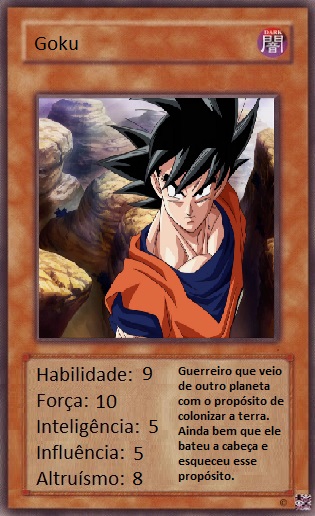 Goku
DARK
闇
Habilidade: 9
Força: 10
Inteligência: 5
Influência: 5
Altruísmo: 8
Guerreiro que veio
de outro planeta
com o propósito de
colonizar a terra.
Ainda bem que ele
bateu a cabeça e
esqueceu esse
propósito.
©